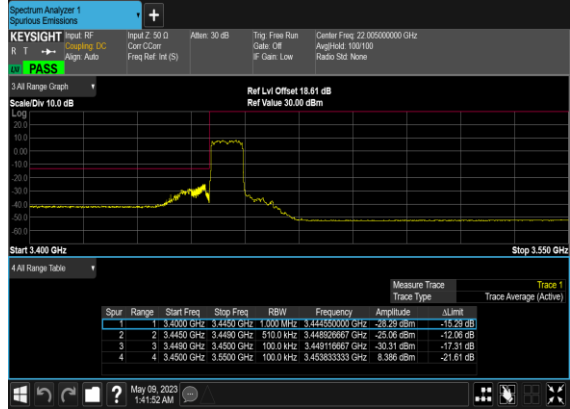 Spectrum Analyzer 1
Spurious Emissions
+
KEYSIGHT Input: RF Input Z: 50 Ω Atten: 30 dB Trig: Free Run Center Freq: 22.005000000 GHz
R T Coupling: DC Corr CCorr Gate: Off Avg|Hold: 100/100
Align: Auto Freq Ref: Int (S) IF Gain: Low Radio Std: None
PASS
3 All Range Graph
Ref Lvl Offset 18.61 dB
Scale/Div 10.0 dB Ref Value 30.00 dBm
Log
20.0
10.0
0.00
-10.0
-20.0
-30.0
-40.0
-50.0
-60.0
Start 3.400 GHz Stop 3.550 GHz
4 All Range Table
Measure Trace Trace 1
Trace Type Trace Average (Active)
Spur Range Start Freq Stop Freq RBW Frequency Amplitude ΔLimit
1 1 3.4000 GHz 3.4450 GHz 1.000 MHz 3.444550000 GHz -28.29 dBm -15.29 dB
2 2 3.4450 GHz 3.4490 GHz 510.0 kHz 3.448926667 GHz -25.06 dBm -12.06 dB
3 3 3.4490 GHz 3.4500 GHz 100.0 kHz 3.449116667 GHz -30.31 dBm -17.31 dB
4 4 3.4500 GHz 3.5500 GHz 100.0 kHz 3.453833333 GHz 8.386 dBm -21.61 dB
? May 09, 2023
1:41:52 AM